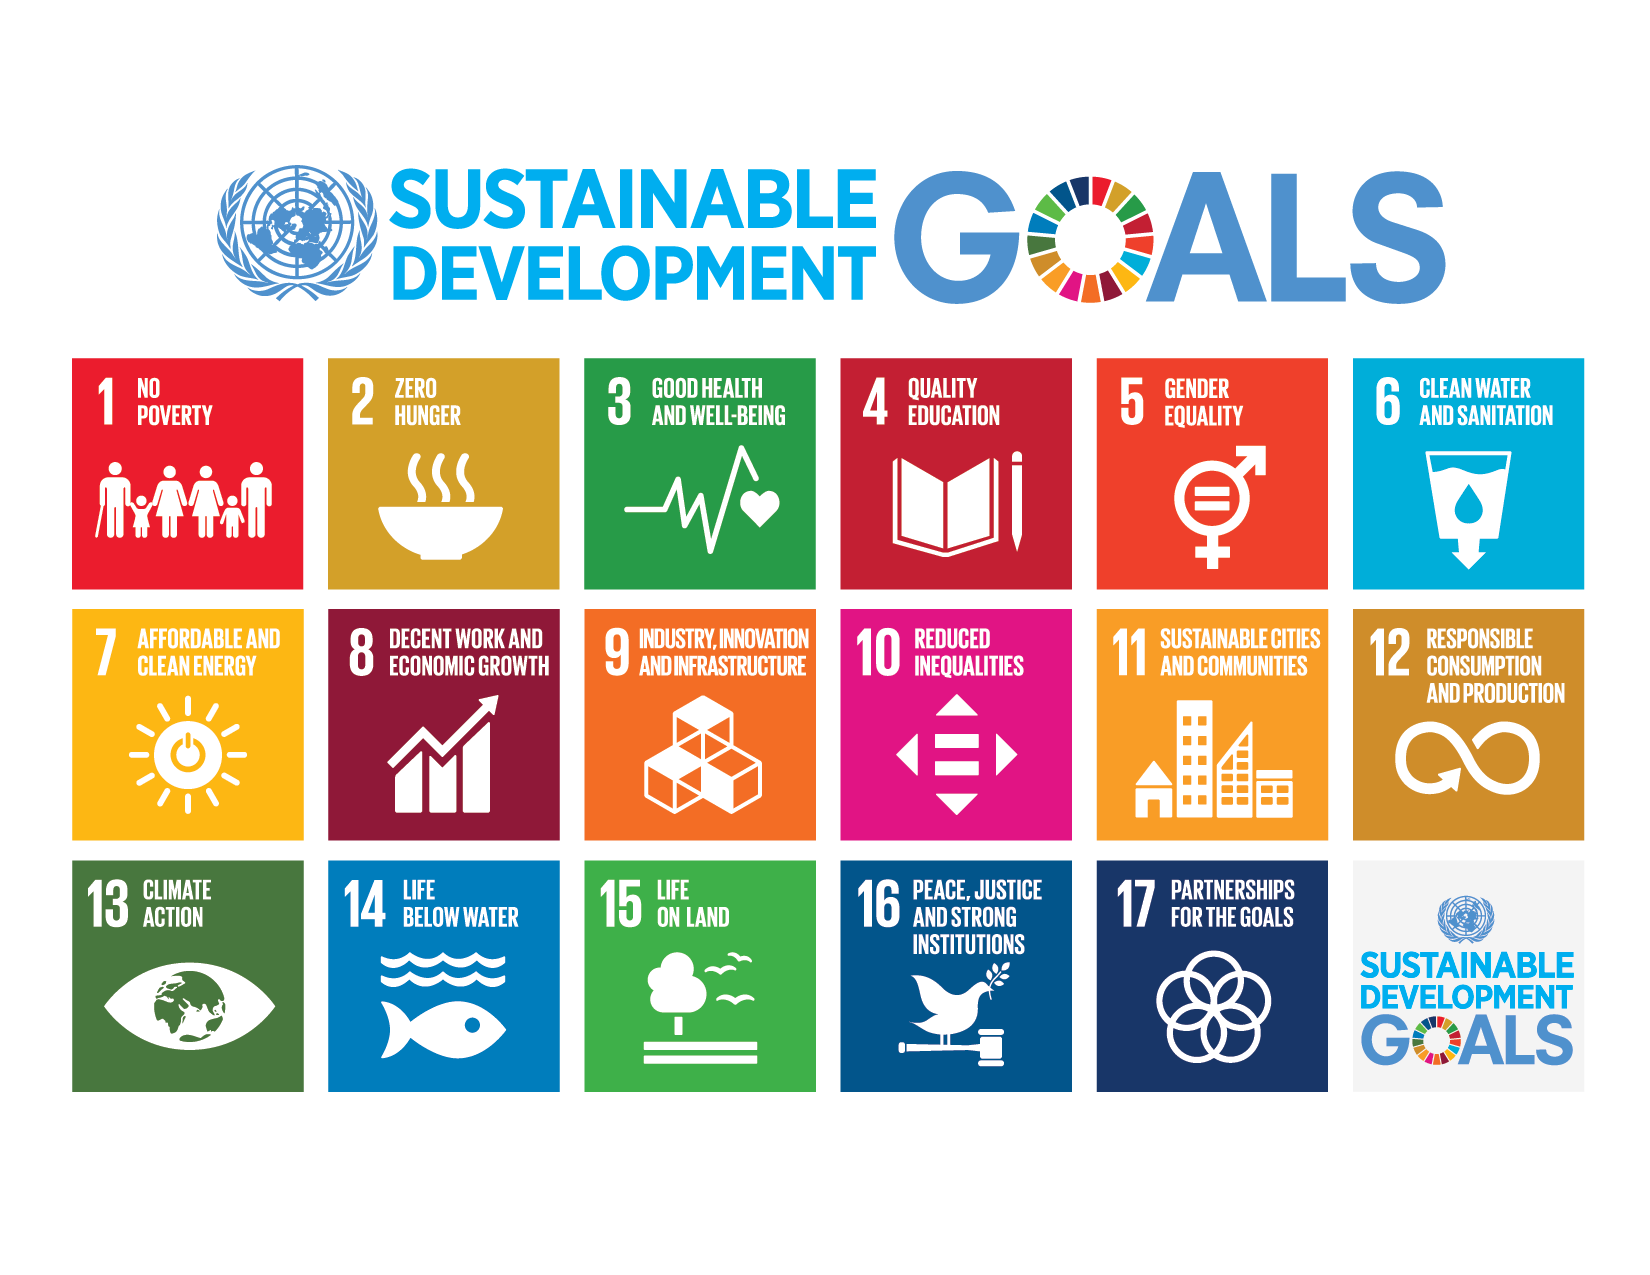 SUSTAINABLE
DEVELOPMENT
GOALS
1 NO
POVERTY
2 ZERO
HUNGER
3 GOOD HEALTH
AND WELL-BEING
4 QUALITY
EDUCATION
5 GENDER
EQUALITY
6 CLEAN WATER
AND SANITATION
7 AFFORDABLE AND
CLEAN ENERGY
8 DECENT WORK AND
ECONOMIC GROWTH
9 INDUSTRY, INNOVATION
AND INFRASTRUCTURE
10 REDUCED
INEQUALITIES
11 SUSTAINABLE CITIES
AND COMMUNITIES
12 RESPONSIBLE
CONSUMPTION
AND PRODUCTION
13 CLIMATE
ACTION
14 LIFE
BELOW WATER
15 LIFE
ON LAND
16 PEACE, JUSTICE
AND STRONG
INSTITUTIONS
17 PARTNERSHIPS
FOR THE GOALS
SUSTAINABLE
DEVELOPMENT
GOALS